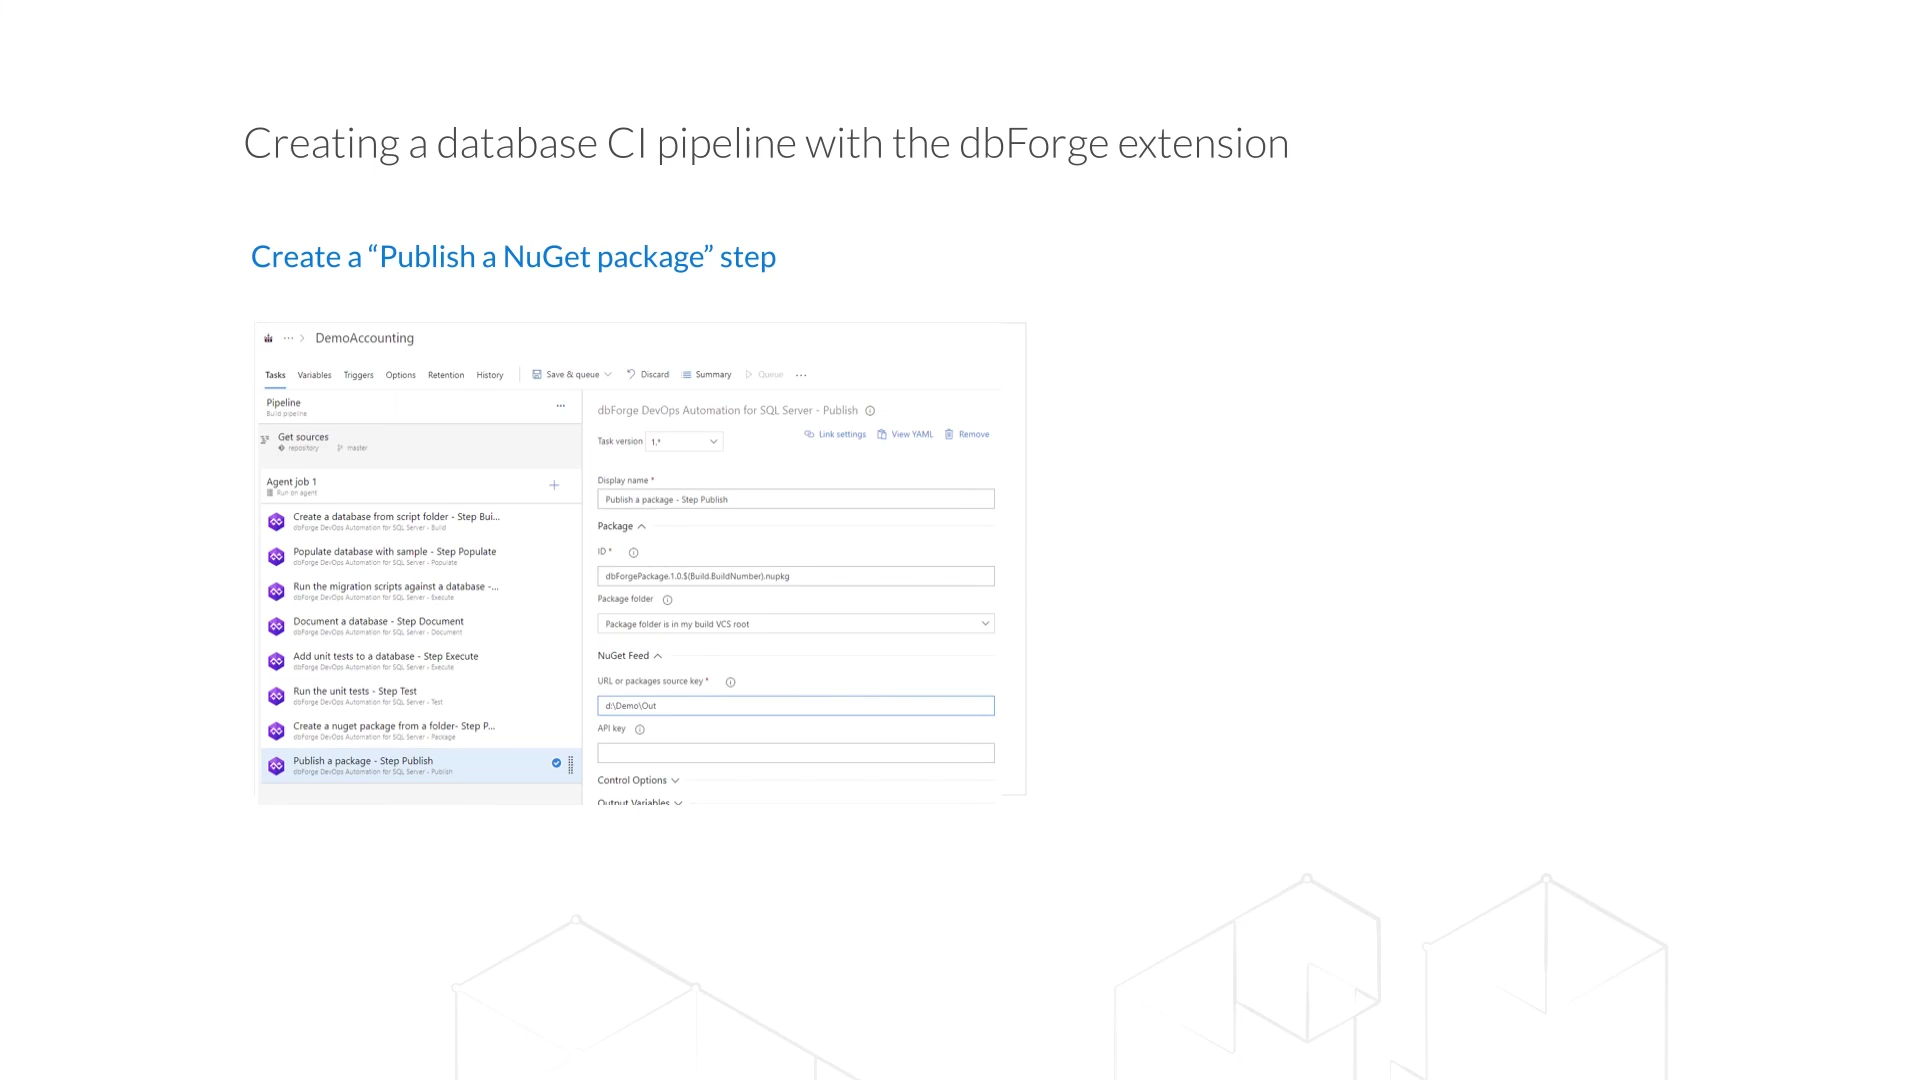 Creating a database CI pipeline with the dbForge extension
Create a “Publish a NuGet package” step
··· > DemoAccounting
Tasks Variables Triggers Options Retention History Save & queue Discard Summary Queue ···
Pipeline
Build pipeline
···
Get sources
repository master
Agent job 1
Run on agent
Create a database from script folder - Step Bui...
dbForge DevOps Automation for SQL Server - Build
Populate database with sample - Step Populate
dbForge DevOps Automation for SQL Server - Populate
Run the migration scripts against a database -...
dbForge DevOps Automation for SQL Server - Execute
Document a database - Step Document
dbForge DevOps Automation for SQL Server - Document
Add unit tests to a database - Step Execute
dbForge DevOps Automation for SQL Server - Execute
Run the unit tests - Step Test
dbForge DevOps Automation for SQL Server - Test
Create a nuget package from a folder- Step P...
dbForge DevOps Automation for SQL Server - Package
Publish a package - Step Publish
dbForge DevOps Automation for SQL Server - Publish
dbForge DevOps Automation for SQL Server - Publish
Link settings View YAML Remove
Task version 1.*
Display name *
Publish a package - Step Publish
Package
ID *
dbForgePackage.1.0.$(Build.BuildNumber).nupkg
Package folder
Package folder is in my build VCS root
NuGet Feed
URL or packages source key *
d:\Demo\Out
API key
Control Options
Output Variables